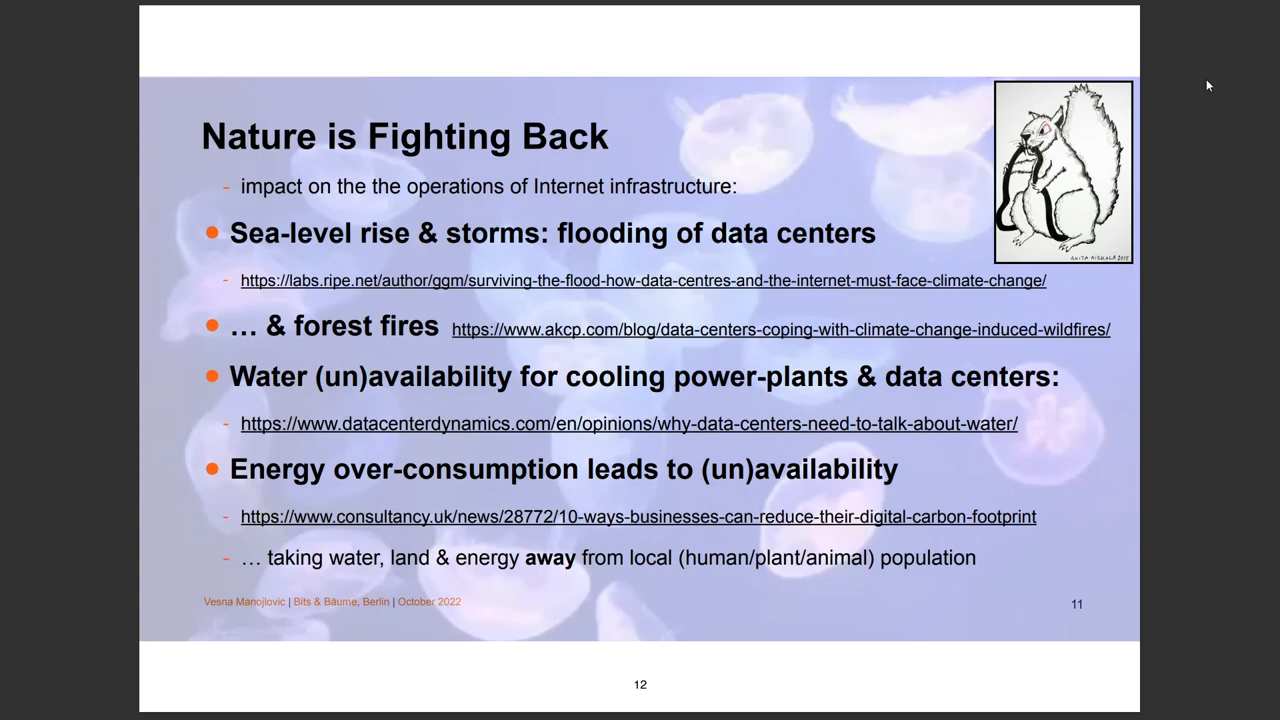 Nature is Fighting Back
- impact on the the operations of Internet infrastructure:
● Sea-level rise & storms: flooding of data centers
- https://labs.ripe.net/author/ggm/surviving-the-flood-how-data-centres-and-the-internet-must-face-climate-change/
● … & forest fires https://www.akcp.com/blog/data-centers-coping-with-climate-change-induced-wildfires/
● Water (un)availability for cooling power-plants & data centers:
- https://www.datacenterdynamics.com/en/opinions/why-data-centers-need-to-talk-about-water/
● Energy over-consumption leads to (un)availability
- https://www.consultancy.uk/news/28772/10-ways-businesses-can-reduce-their-digital-carbon-footprint
- … taking water, land & energy away from local (human/plant/animal) population
Vesna Manojlovic | Bits & Bäume, Berlin | October 2022
11
12